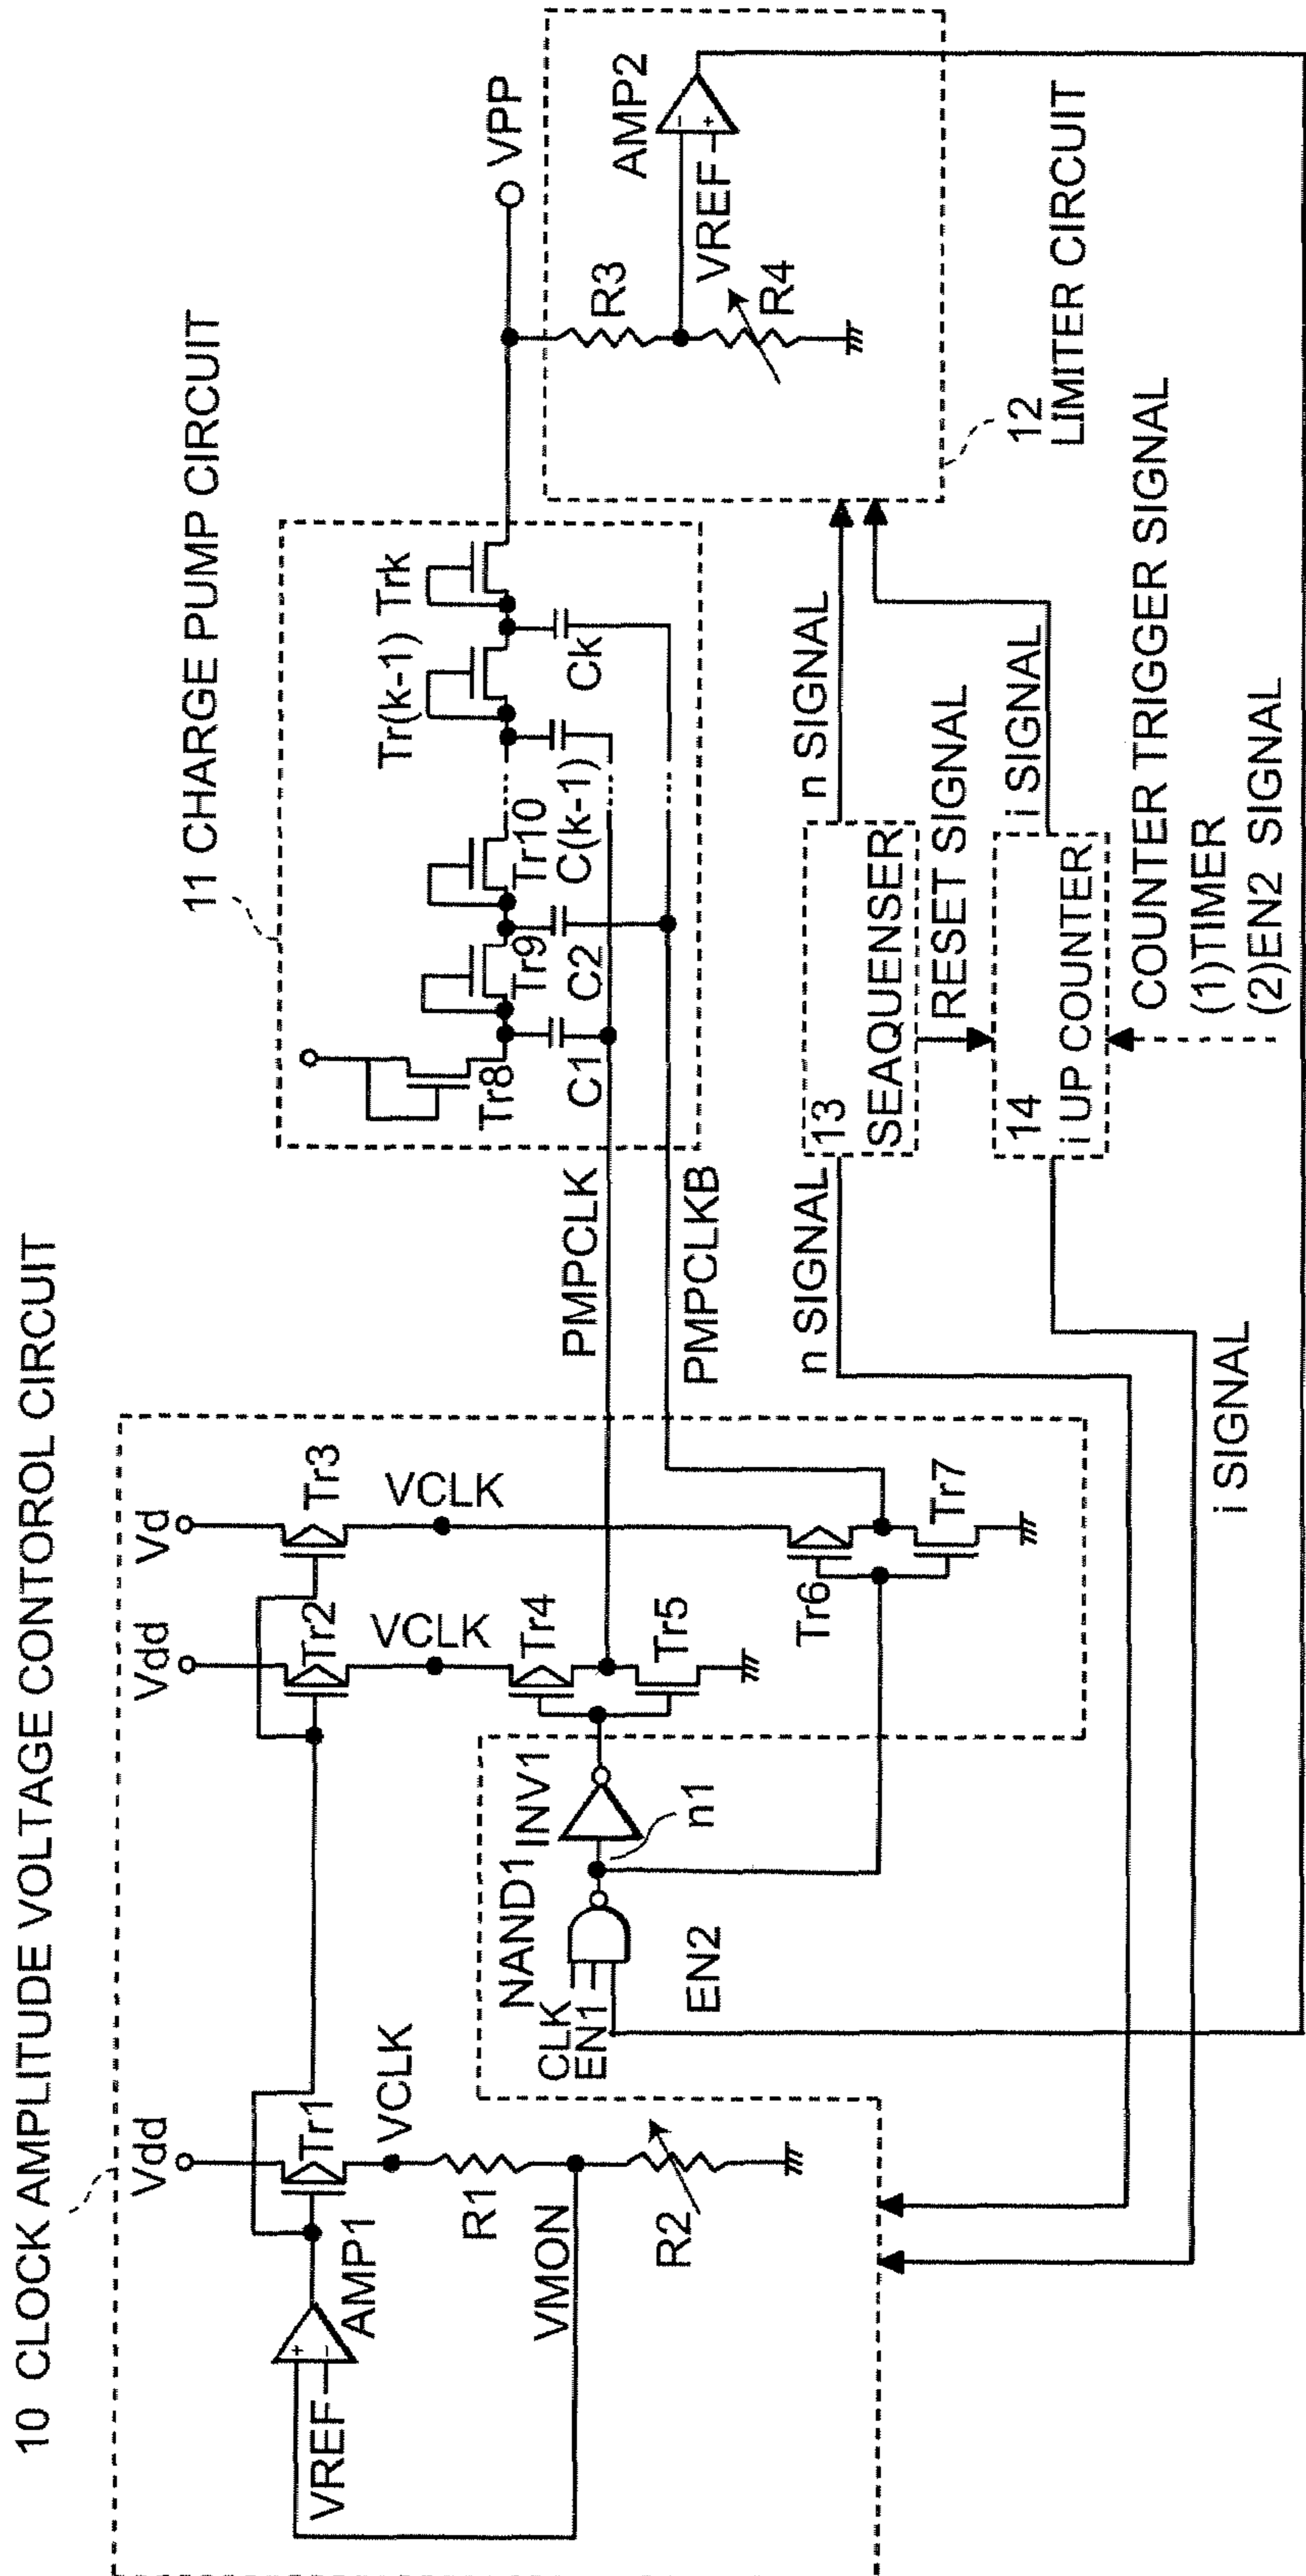 10 CLOCK AMPLITUDE VOLTAGE CONTOROL CIRCUIT
Vdd
Vdd
Vd
Tr1
Tr2
Tr3
VCLK
VCLK
VCLK
AMP1
+
-
VREF
R1
VMON
R2
CLK
EN1
EN2
NAND1
INV1
n1
Tr4
Tr5
Tr6
Tr7
PMPCLK
PMPCLKB
11 CHARGE PUMP CIRCUIT
Tr8
Tr9
Tr10
Tr(k-1)
Trk
C1
C2
C(k-1)
Ck
VPP
R3
R4
AMP2
-
+
VREF
12
LIMITER CIRCUIT
n SIGNAL
13
SEAQUENSER
n SIGNAL
RESET SIGNAL
14
i UP COUNTER
i SIGNAL
i SIGNAL
COUNTER TRIGGER SIGNAL
(1)TIMER
(2)EN2 SIGNAL